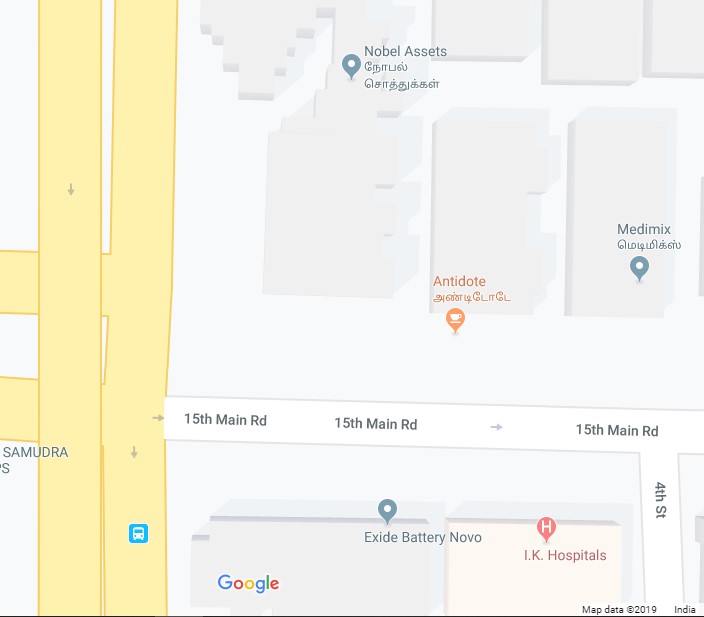 Nobel Assets
நோபல்
சொத்துக்கள்
Medimix
மெடிமிக்ஸ்
Antidote
அண்டிடோடே
15th Main Rd
15th Main Rd
15th Main Rd
SAMUDRA
PS
4th St
Exide Battery Novo
H
I.K. Hospitals
Google
Map data ©2019 India